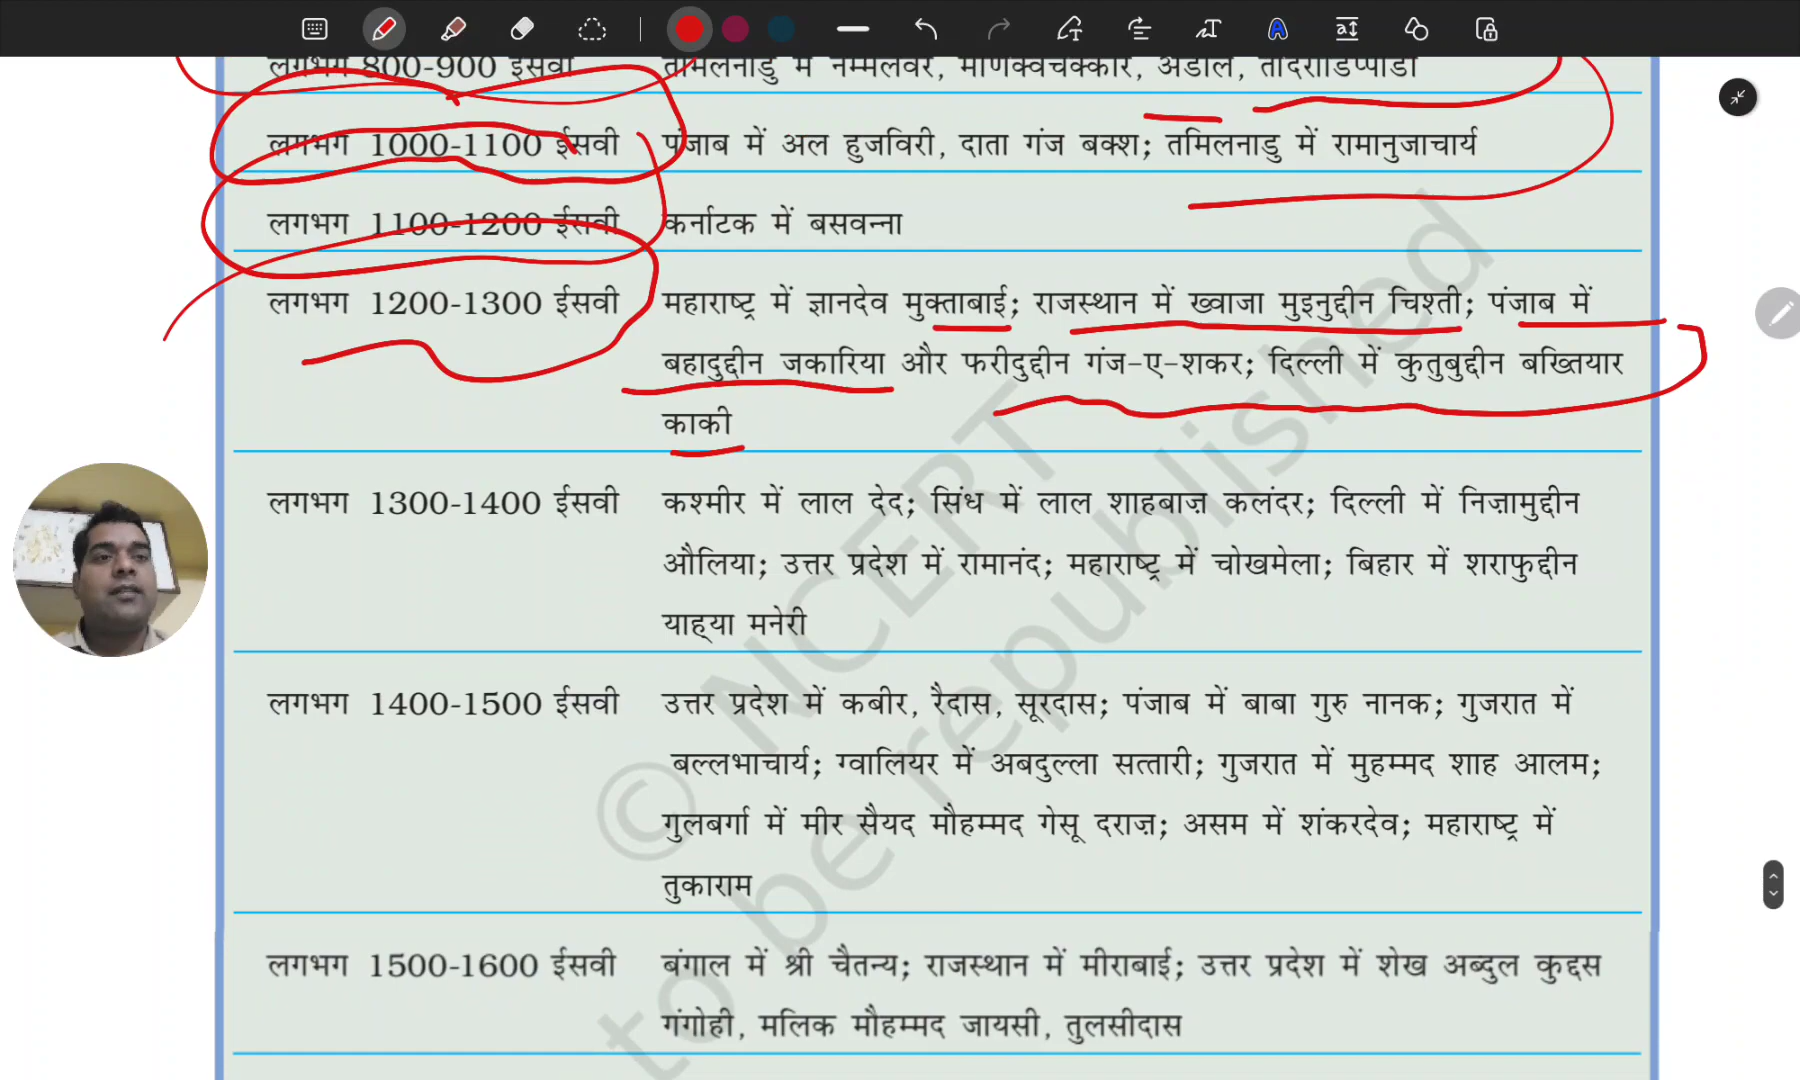 लगभग 800-900 ईसवी तमिलनाडु में नम्मलवर, माणिक्वचक्कार, अंडाल,
लगभग 1000-1100 ईसवी पंजाब में अल हुजविरी, दाता गंज बक्श; तमिलनाडु में रामानुजाचार्य
लगभग 1100-1200 ईसवी कर्नाटक में बसवन्ना
लगभग 1200-1300 ईसवी महाराष्ट्र में ज्ञानदेव मुक्ताबाई; राजस्थान में ख्वाजा मुइनुद्दीन चिश्ती; पंजाब में
बहादुद्दीन जकारिया और फरीदुद्दीन गंज-ए-शकर; दिल्ली में कुतुबुद्दीन बख्तियार
काकी
लगभग 1300-1400 ईसवी कश्मीर में लाल देद; सिंध में लाल शाहबाज़ कलंदर; दिल्ली में निज़ामुद्दीन
औलिया; उत्तर प्रदेश में रामानंद; महाराष्ट्र में चोखमेला; बिहार में शराफुद्दीन
याह्या मनेरी
लगभग 1400-1500 ईसवी उत्तर प्रदेश में कबीर, रैदास, सूरदास; पंजाब में बाबा गुरु नानक; गुजरात में
बल्लभाचार्य; ग्वालियर में अबदुल्ला सत्तारी; गुजरात में मुहम्मद शाह आलम;
गुलबर्गा में मीर सैयद मौहम्मद गेसू दराज़; असम में शंकरदेव; महाराष्ट्र में
तुकाराम
लगभग 1500-1600 ईसवी बंगाल में श्री चैतन्य; राजस्थान में मीराबाई; उत्तर प्रदेश में शेख अब्दुल कुद्दस
गंगोही, मलिक मौहम्मद जायसी, तुलसीदास
© NCERT
to be republished